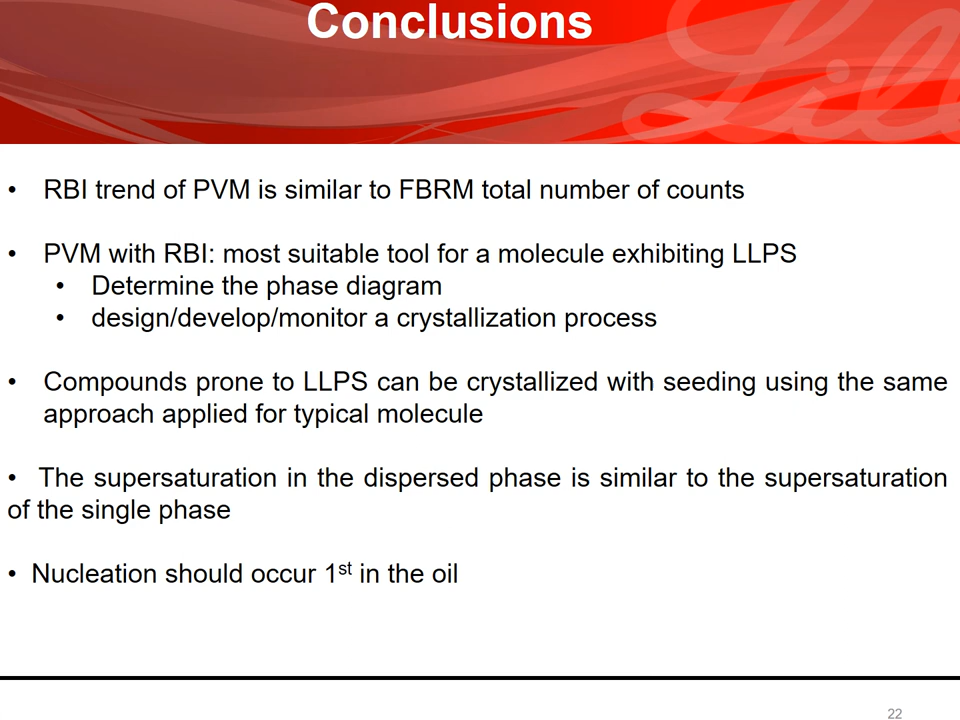 Conclusions
Lill
• RBI trend of PVM is similar to FBRM total number of counts
• PVM with RBI: most suitable tool for a molecule exhibiting LLPS
• Determine the phase diagram
• design/develop/monitor a crystallization process
• Compounds prone to LLPS can be crystallized with seeding using the same
approach applied for typical molecule
• The supersaturation in the dispersed phase is similar to the supersaturation
of the single phase
• Nucleation should occur 1st in the oil
22